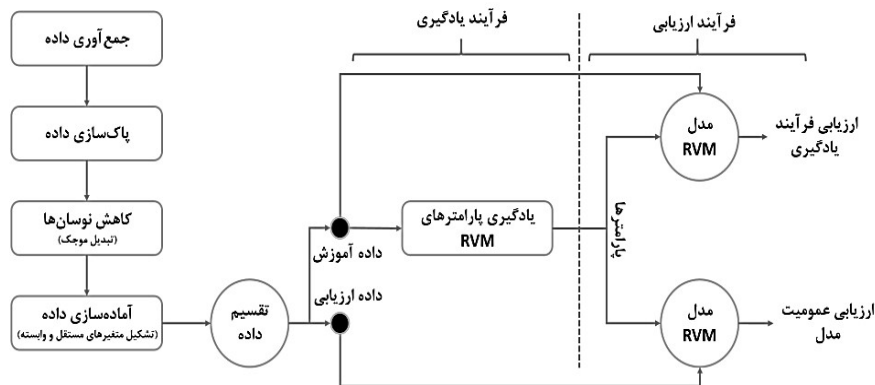 فرآیند ارزیابی
فرآیند یادگیری
جمع‌آوری داده
پاک‌سازی داده
کاهش نوسان‌ها
(تبدیل موجک)
آماده‌سازی داده
(تشکیل متغیرهای مستقل و وابسته)
تقسیم
داده
داده آموزش
داده ارزیابی
یادگیری پارامترهای
RVM
پارامترها
مدل
RVM
ارزیابی فرآیند
یادگیری
مدل
RVM
ارزیابی عمومیت
مدل